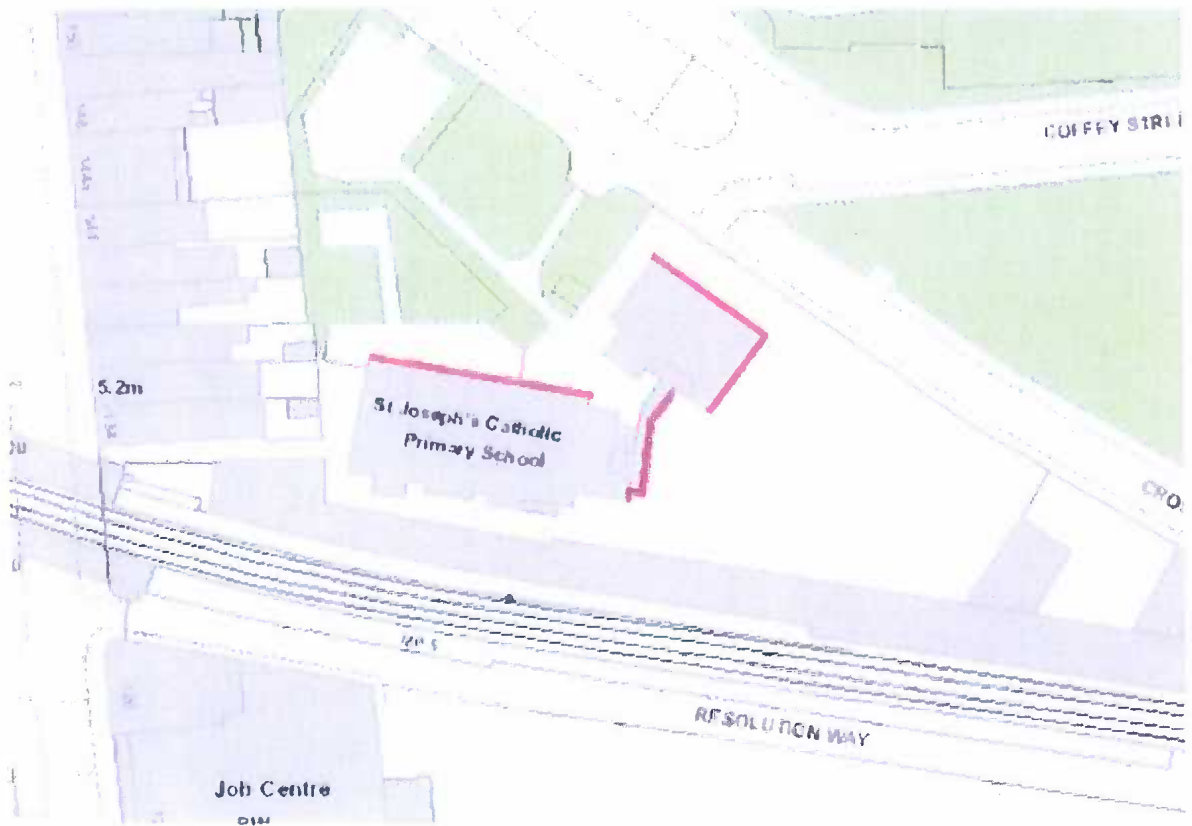 COFFEY STRE
5.2m
St Joseph's Catholic
Primary School
CRO
RESOLUTION WAY
Job Centre